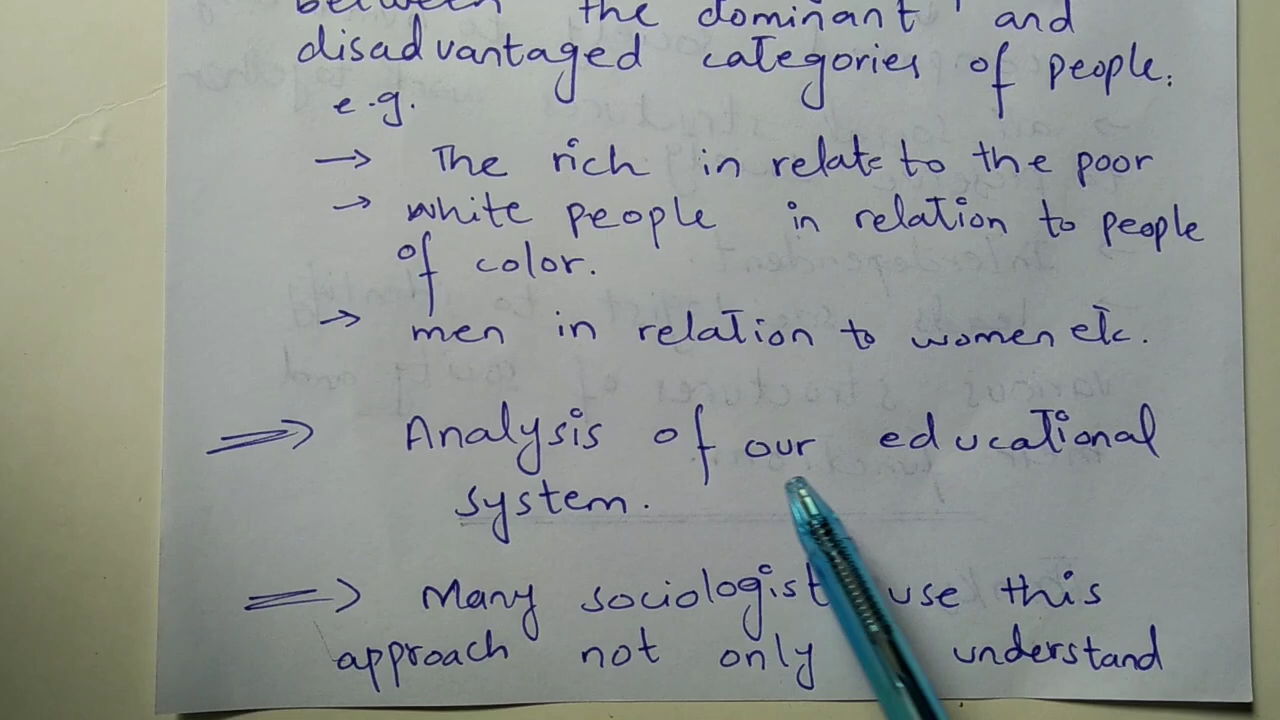 between the dominant and
disadvantaged categories of people.
e.g.
→ The rich in relate to the poor
→ white people in relation to people
of color.
→ men in relation to women etc.
⇒ Analysis of our educational
system.
⇒ Many sociologist use this
approach not only understand